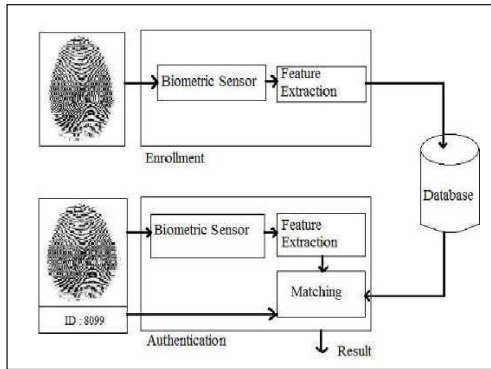 Biometric Sensor
Feature
Extraction
Enrollment
Database
Biometric Sensor
Feature
Extraction
Matching
ID : 8099
Authentication
Result